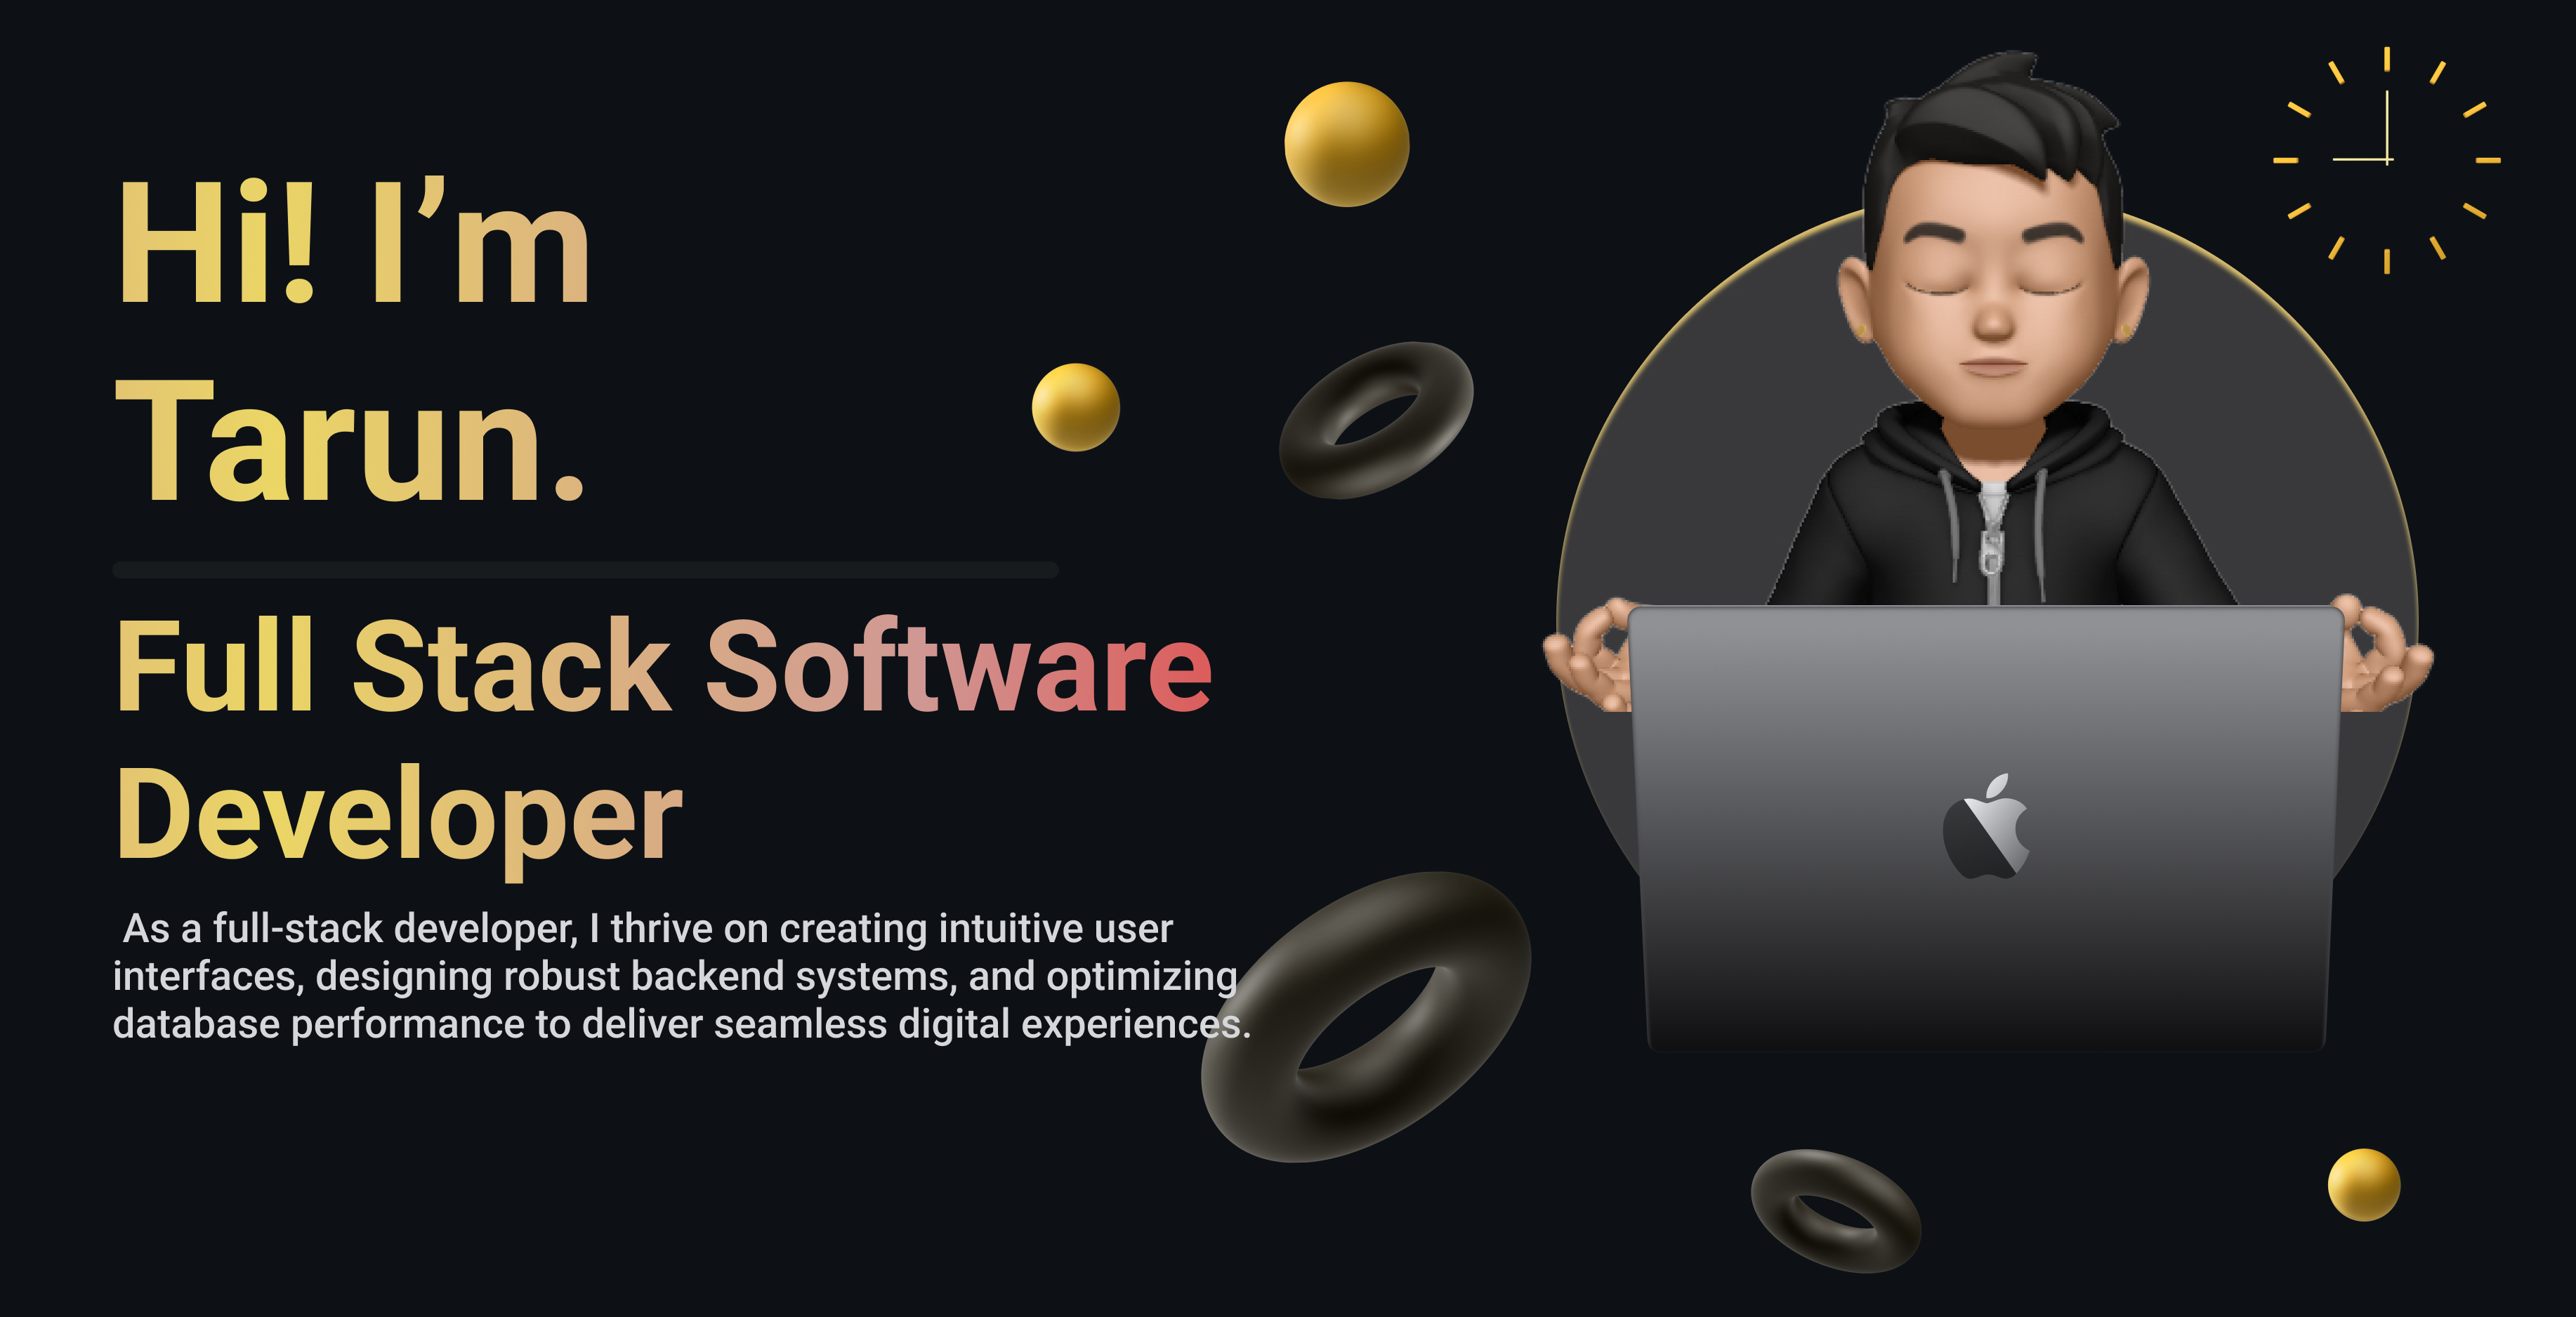 Hi! I’m
Tarun.
Full Stack Software
Developer
As a full-stack developer, I thrive on creating intuitive user
interfaces, designing robust backend systems, and optimizing
database performance to deliver seamless digital experiences.